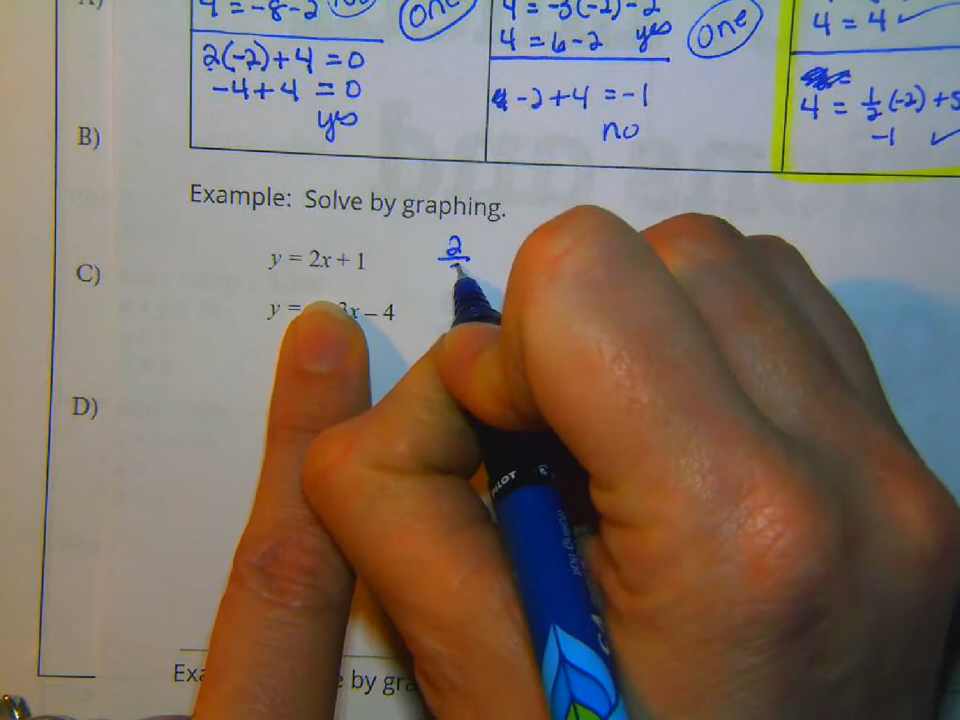 4 = -8-2
one
2(-2)+4 = 0
-4+4 = 0
yes
4 = -3(-2)-2
4 = 6-2 yes
one
-2+4 = -1
no
4 = 4 ✓
4 = 1/2 (-2) +5
-1 ✓
B)
Example: Solve by graphing.
C)
y = 2x + 1
2
y = 3x – 4
D)
by
PILOT